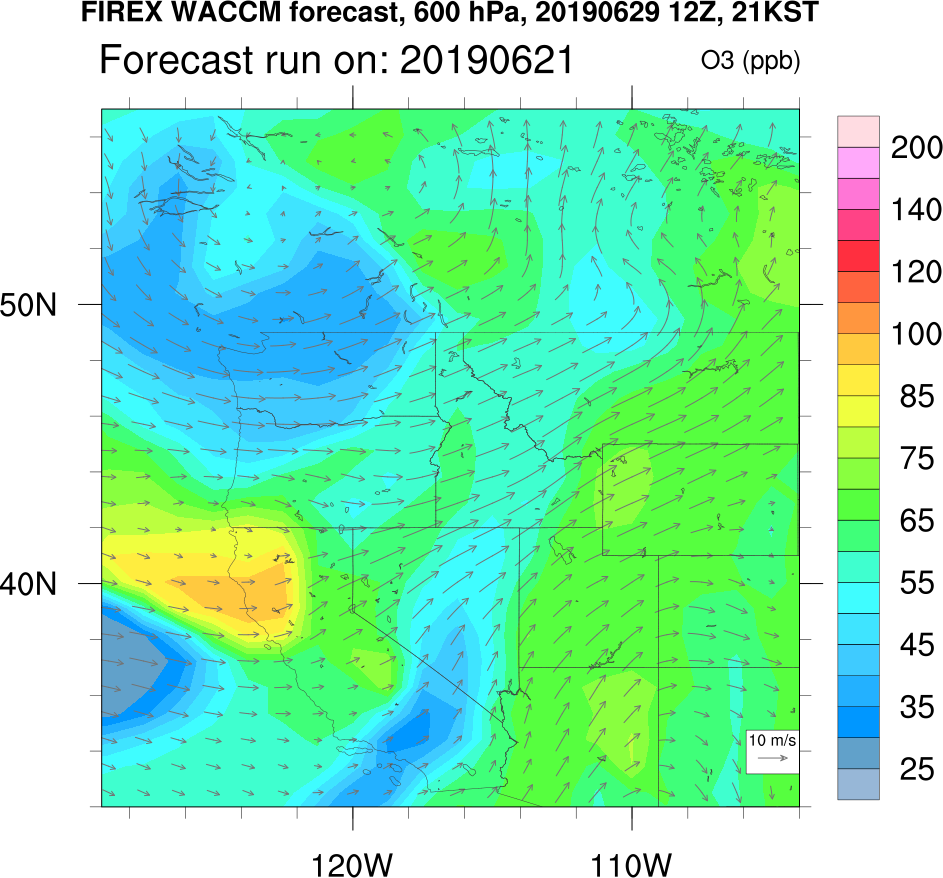 FIREX WACCM forecast, 600 hPa, 20190629 12Z, 21KST
Forecast run on: 20190621
O3 (ppb)
200
140
120
100
85
75
65
55
45
35
25
50N
40N
10 m/s
120W
110W